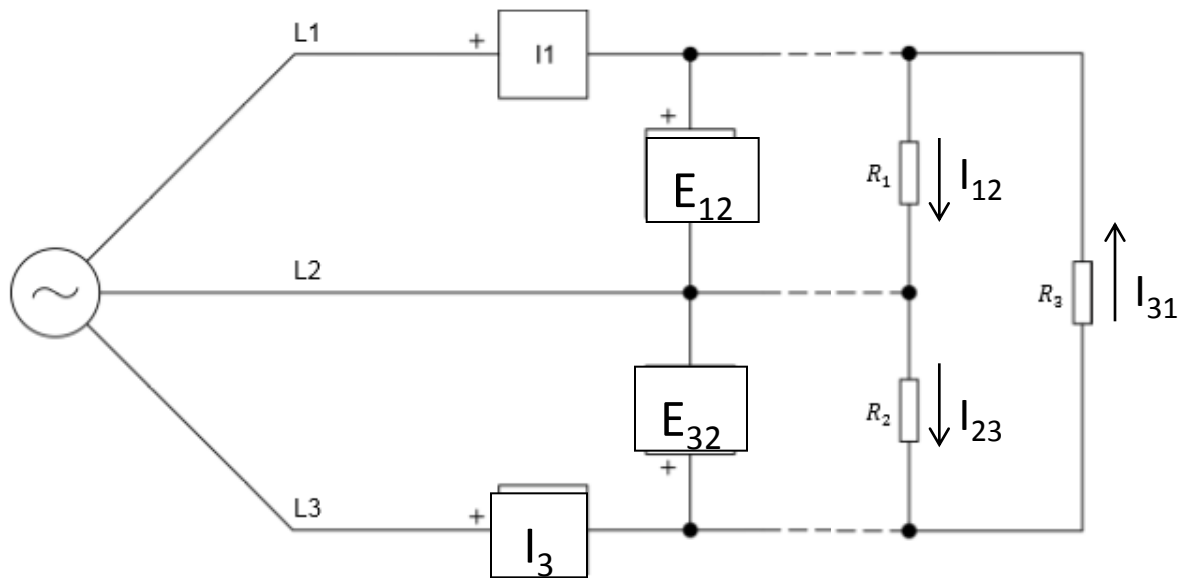 L1
+
I1
+
E₁₂
R₁
I₁₂
L2
R₃
I₃₁
E₃₂
R₂
I₂₃
+
L3
+
I₃